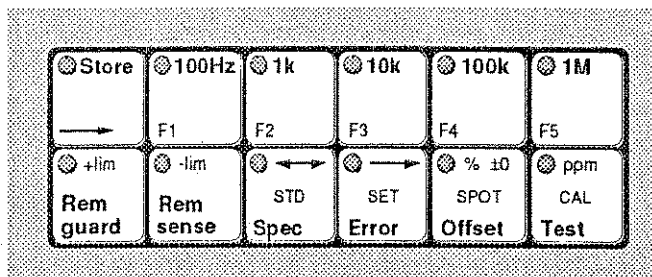 Store 100Hz 1k 10k 100k 1M
F1 F2 F3 F4 F5
+lim -lim % ±0 ppm
STD SET SPOT CAL
Rem guard Rem sense Spec Error Offset Test